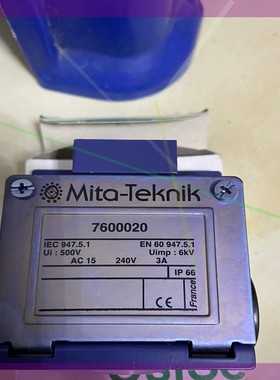 Mita-Teknik
7600020
IEC 947.5.1 EN 60 947.5.1
Ui : 500V Uimp : 6kV
AC 15 240V 3A
IP 66
CE
France